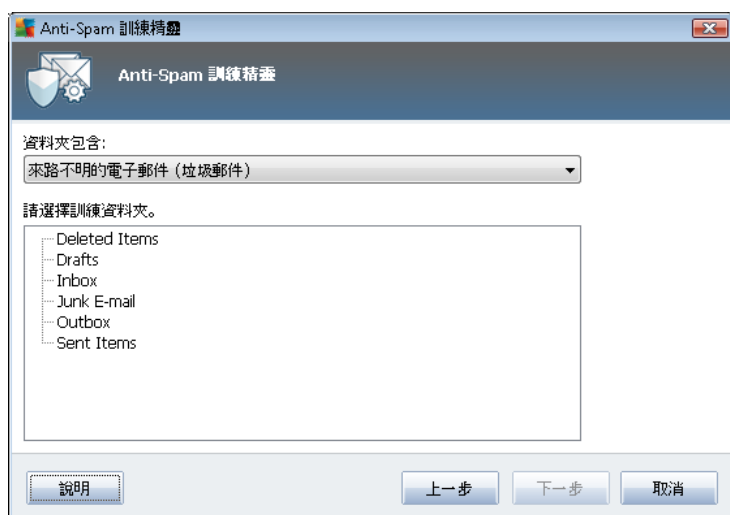 Anti-Spam 訓練精靈
Anti-Spam 訓練精靈
資料夾包含:
來路不明的電子郵件 (垃圾郵件)
請選擇訓練資料夾。
Deleted Items
Drafts
Inbox
Junk E-mail
Outbox
Sent Items
說明
上一步
下一步
取消